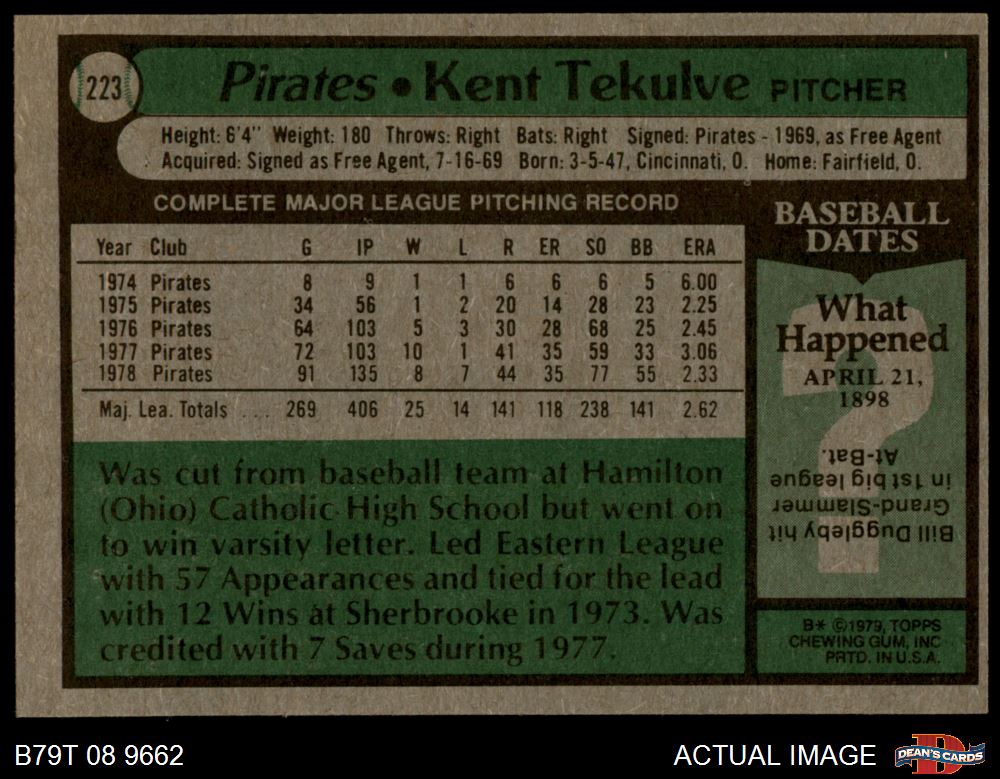 223
Pirates • Kent Tekulve PITCHER
Height: 6'4" Weight: 180 Throws: Right Bats: Right Signed: Pirates - 1969, as Free Agent
Acquired: Signed as Free Agent, 7-16-69 Born: 3-5-47, Cincinnati, O. Home: Fairfield, O.
COMPLETE MAJOR LEAGUE PITCHING RECORD
Year Club G IP W L R ER SO BB ERA
1974 Pirates 8 9 1 1 6 6 6 5 6.00
1975 Pirates 34 56 1 2 20 14 28 23 2.25
1976 Pirates 64 103 5 3 30 28 68 25 2.45
1977 Pirates 72 103 10 1 41 35 59 33 3.06
1978 Pirates 91 135 8 7 44 35 77 55 2.33
Maj. Lea. Totals ... 269 406 25 14 141 118 238 141 2.62
Was cut from baseball team at Hamilton
(Ohio) Catholic High School but went on
to win varsity letter. Led Eastern League
with 57 Appearances and tied for the lead
with 12 Wins at Sherbrooke in 1973. Was
credited with 7 Saves during 1977.
BASEBALL
DATES
What
Happened
APRIL 21,
1898
?
Bill Duggleby hit
Grand-Slammer
in 1st big league
At-Bat.
B* ©1979, TOPPS
CHEWING GUM, INC
PRTD. IN U.S.A.
B79T 08 9662
ACTUAL IMAGE
DEAN'S CARDS